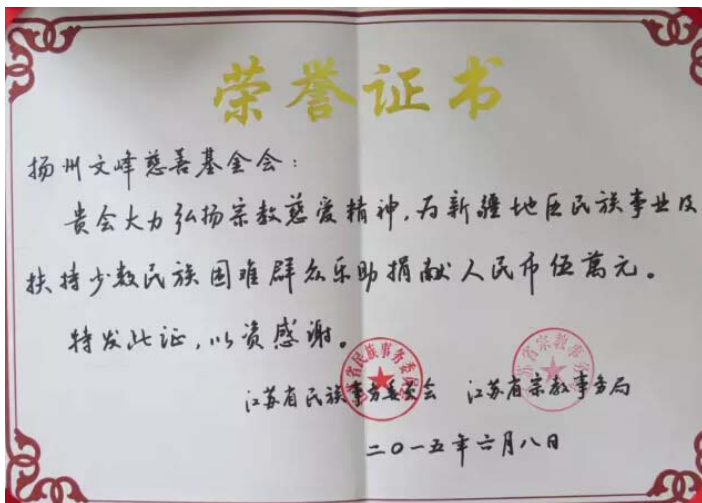 荣誉证书
扬州文峰慈善基金会：
贵会大力弘扬宗教慈爱精神，为新疆地区民族事业及
扶持少数民族困难群众乐助捐献人民币伍萬元。
特发此证，以资感谢。
江苏省民族事务委员会 江苏省宗教事务局
二〇一五年六月八日